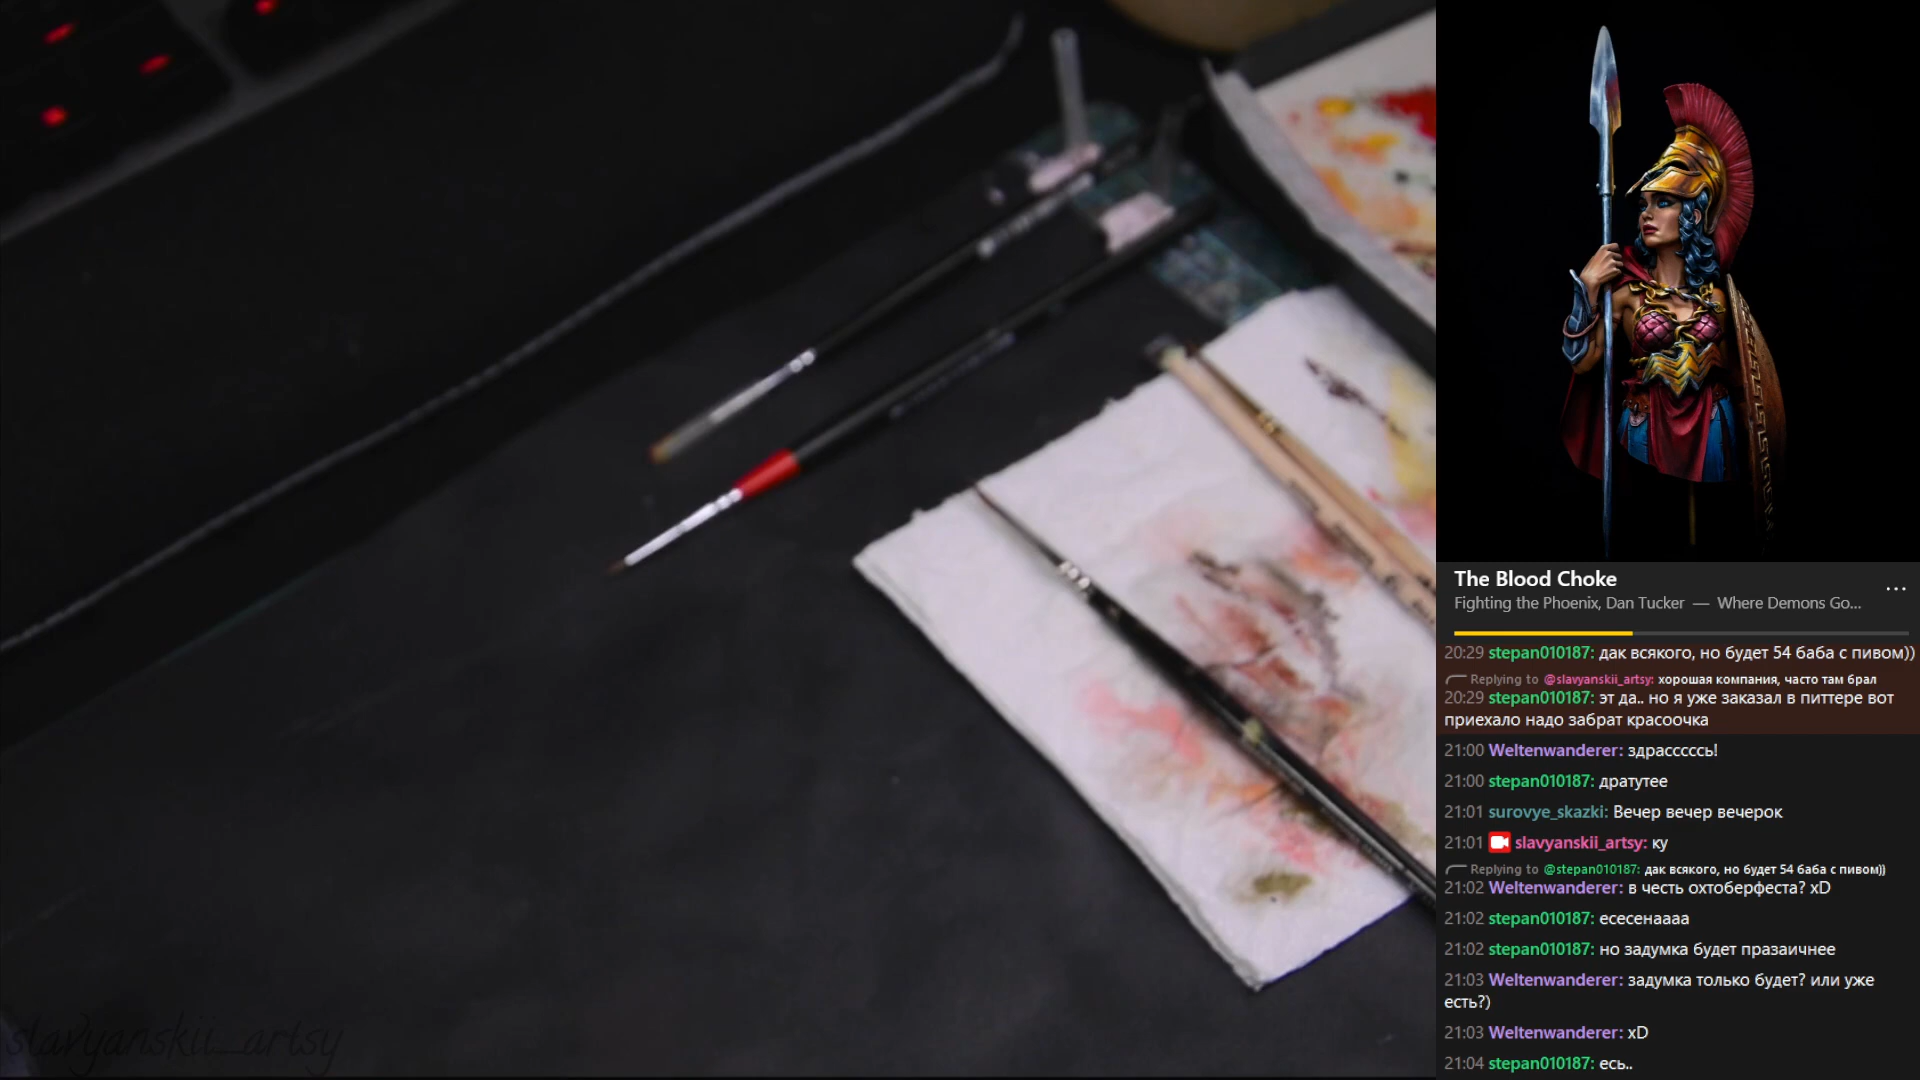 The Blood Choke
Fighting the Phoenix, Dan Tucker — Where Demons Go...
20:29 stepan010187: дак всякого, но будет 54 баба с пивом))
Replying to @slavyanskii_artsy: хорошая компания, часто там брал
20:29 stepan010187: эт да.. но я уже заказал в питтере вот
приехало надо забрат красоочка
21:00 Weltenwanderer: здрасссссь!
21:00 stepan010187: дратутее
21:01 surovye_skazki: Вечер вечер вечерок
21:01 slavyanskii_artsy: ку
Replying to @stepan010187: дак всякого, но будет 54 баба с пивом))
21:02 Weltenwanderer: в честь охтоберфеста? xD
21:02 stepan010187: есесенаааа
21:02 stepan010187: но задумка будет празаичнее
21:03 Weltenwanderer: задумка только будет? или уже
есть?)
21:03 Weltenwanderer: xD
21:04 stepan010187: есь..
slavyanskii_artsy